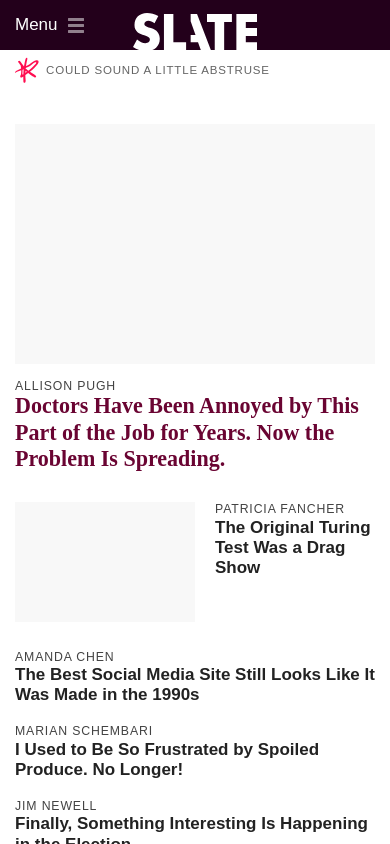 Menu
SLATE
COULD SOUND A LITTLE ABSTRUSE
ALLISON PUGH
Doctors Have Been Annoyed by This
Part of the Job for Years. Now the
Problem Is Spreading.
PATRICIA FANCHER
The Original Turing
Test Was a Drag
Show
AMANDA CHEN
The Best Social Media Site Still Looks Like It
Was Made in the 1990s
MARIAN SCHEMBARI
I Used to Be So Frustrated by Spoiled
Produce. No Longer!
JIM NEWELL
Finally, Something Interesting Is Happening
in the Election